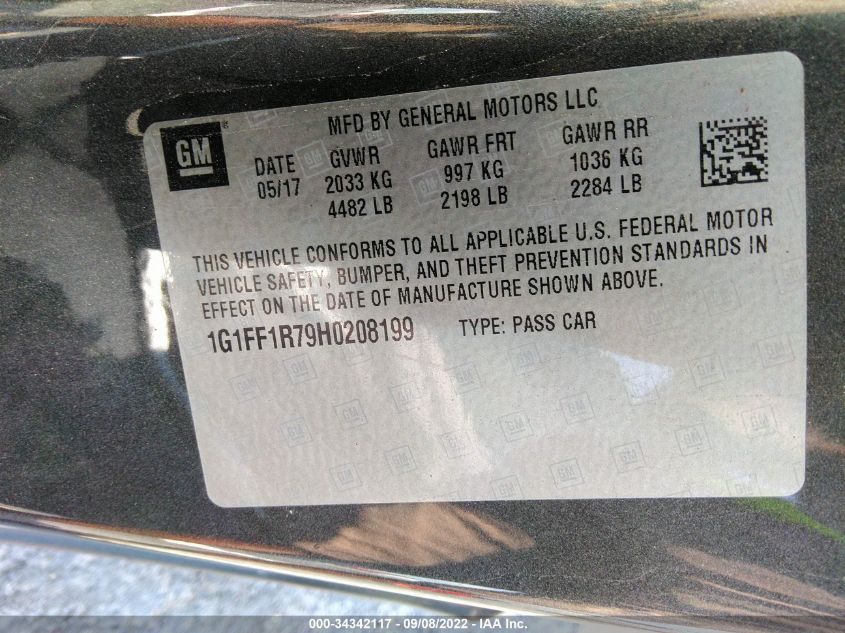 MFD BY GENERAL MOTORS LLC
GM
DATE GVWR GAWR FRT GAWR RR
05/17 2033 KG 997 KG 1036 KG
4482 LB 2198 LB 2284 LB
THIS VEHICLE CONFORMS TO ALL APPLICABLE U.S. FEDERAL MOTOR
VEHICLE SAFETY, BUMPER, AND THEFT PREVENTION STANDARDS IN
EFFECT ON THE DATE OF MANUFACTURE SHOWN ABOVE.
1G1FF1R79H0208199 TYPE: PASS CAR
000-34342117 - 09/08/2022 - IAA Inc.